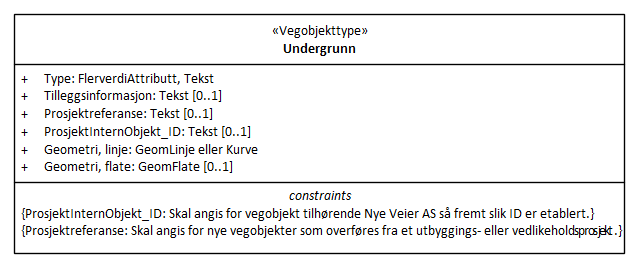 «Vegobjekttype»
Undergrunn
+ Type: FlerverdiAttributt, Tekst
+ Tilleggsinformasjon: Tekst [0..1]
+ Prosjektreferanse: Tekst [0..1]
+ ProsjektInternObjekt_ID: Tekst [0..1]
+ Geometri, linje: GeomLinje eller Kurve
+ Geometri, flate: GeomFlate [0..1]
constraints
{ProsjektInternObjekt_ID: Skal angis for vegobjekt tilhørende Nye Veier AS så fremt slik ID er etablert.}
{Prosjektreferanse: Skal angis for nye vegobjekter som overføres fra et utbyggings- eller vedlikeholdsprosjekt.}